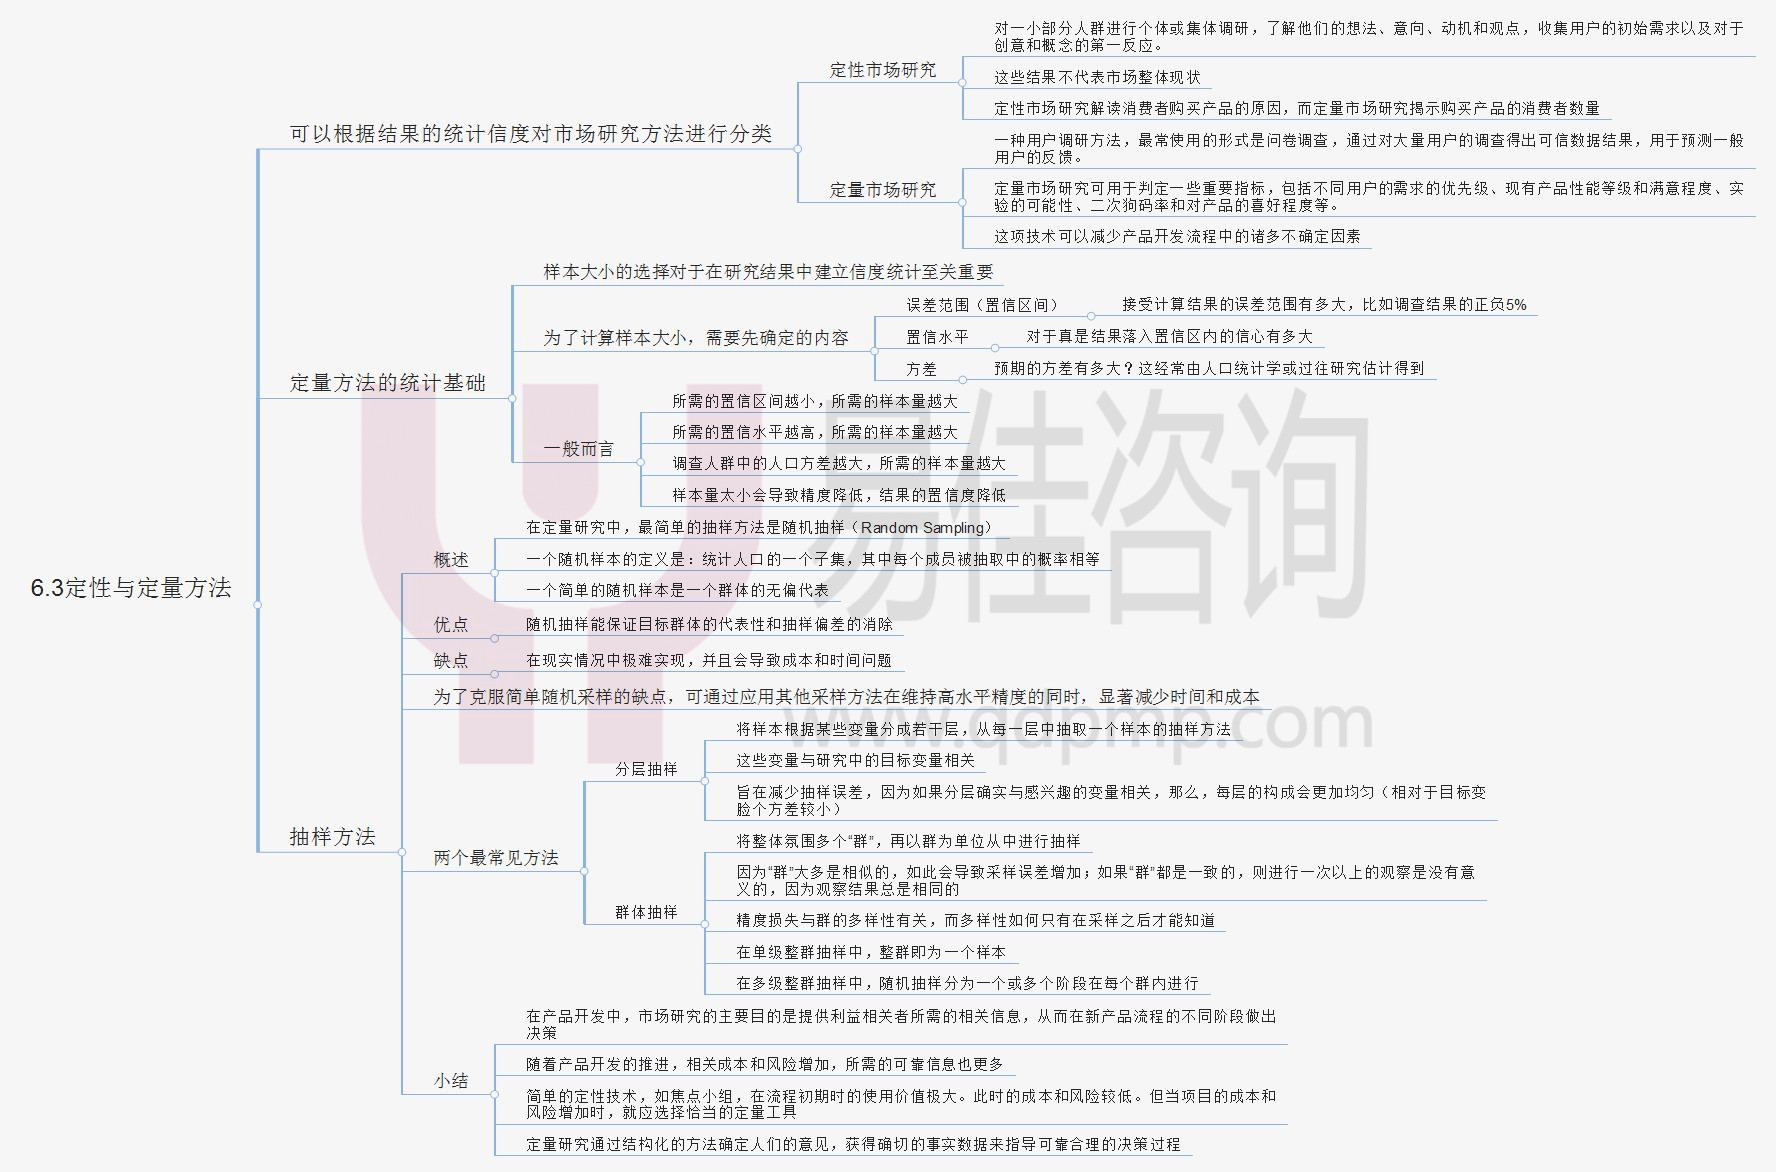 对一小部分人群进行个体或集体调研，了解他们的想法、意向、动机和观点，收集用户的初始需求以及对于
创意和概念的第一反应。
定性市场研究
这些结果不代表市场整体现状
定性市场研究解读消费者购买产品的原因，而定量市场研究揭示购买产品的消费者数量
可以根据结果的统计信度对市场研究方法进行分类
一种用户调研方法，最常使用的形式是问卷调查，通过对大量用户的调查得出可信数据结果，用于预测一般
用户的反馈。
定量市场研究
定量市场研究可用于判定一些重要指标，包括不同用户的需求的优先级、现有产品性能等级和满意程度、实
验的可能性、二次狗码率和对产品的喜好程度等。
这项技术可以减少产品开发流程中的诸多不确定因素
样本大小的选择对于在研究结果中建立信度统计至关重要
误差范围（置信区间）
接受计算结果的误差范围有多大，比如调查结果的正负5%
为了计算样本大小，需要先确定的内容
置信水平
对于真是结果落入置信区内的信心有多大
方差
预期的方差有多大？这经常由人口统计学或过往研究估计得到
定量方法的统计基础
所需的置信区间越小，所需的样本量越大
所需的置信水平越高，所需的样本量越大
一般而言
调查人群中的人口方差越大，所需的样本量越大
样本量太小会导致精度降低，结果的置信度降低
易佳咨询
www.qdpmp.com
6.3定性与定量方法
在定量研究中，最简单的抽样方法是随机抽样（Random Sampling）
概述
一个随机样本的定义是：统计人口的一个子集，其中每个成员被抽取中的概率相等
一个简单的随机样本是一个群体的无偏代表
优点
随机抽样能保证目标群体的代表性和抽样偏差的消除
缺点
在现实情况中极难实现，并且会导致成本和时间问题
为了克服简单随机采样的缺点，可通过应用其他采样方法在维持高水平精度的同时，显著减少时间和成本
将样本根据某些变量分成若干层，从每一层中抽取一个样本的抽样方法
分层抽样
这些变量与研究中的目标变量相关
旨在减少抽样误差，因为如果分层确实与感兴趣的变量相关，那么，每层的构成会更加均匀（相对于目标变
脸个方差较小）
抽样方法
两个最常见方法
将整体氛围多个“群”，再以群为单位从中进行抽样
因为“群”大多是相似的，如此会导致采样误差增加；如果“群”都是一致的，则进行一次以上的观察是没有意
义的，因为观察结果总是相同的
群体抽样
精度损失与群的多样性有关，而多样性如何只有在采样之后才能知道
在单级整群抽样中，整群即为一个样本
在多级整群抽样中，随机抽样分为一个或多个阶段在每个群内进行
在产品开发中，市场研究的主要目的是提供利益相关者所需的相关信息，从而在新产品流程的不同阶段做出
决策
随着产品开发的推进，相关成本和风险增加，所需的可靠信息也更多
小结
简单的定性技术，如焦点小组，在流程初期时的使用价值极大。此时的成本和风险较低。但当项目的成本和
风险增加时，就应选择恰当的定量工具
定量研究通过结构化的方法确定人们的意见，获得确切的事实数据来指导可靠合理的决策过程